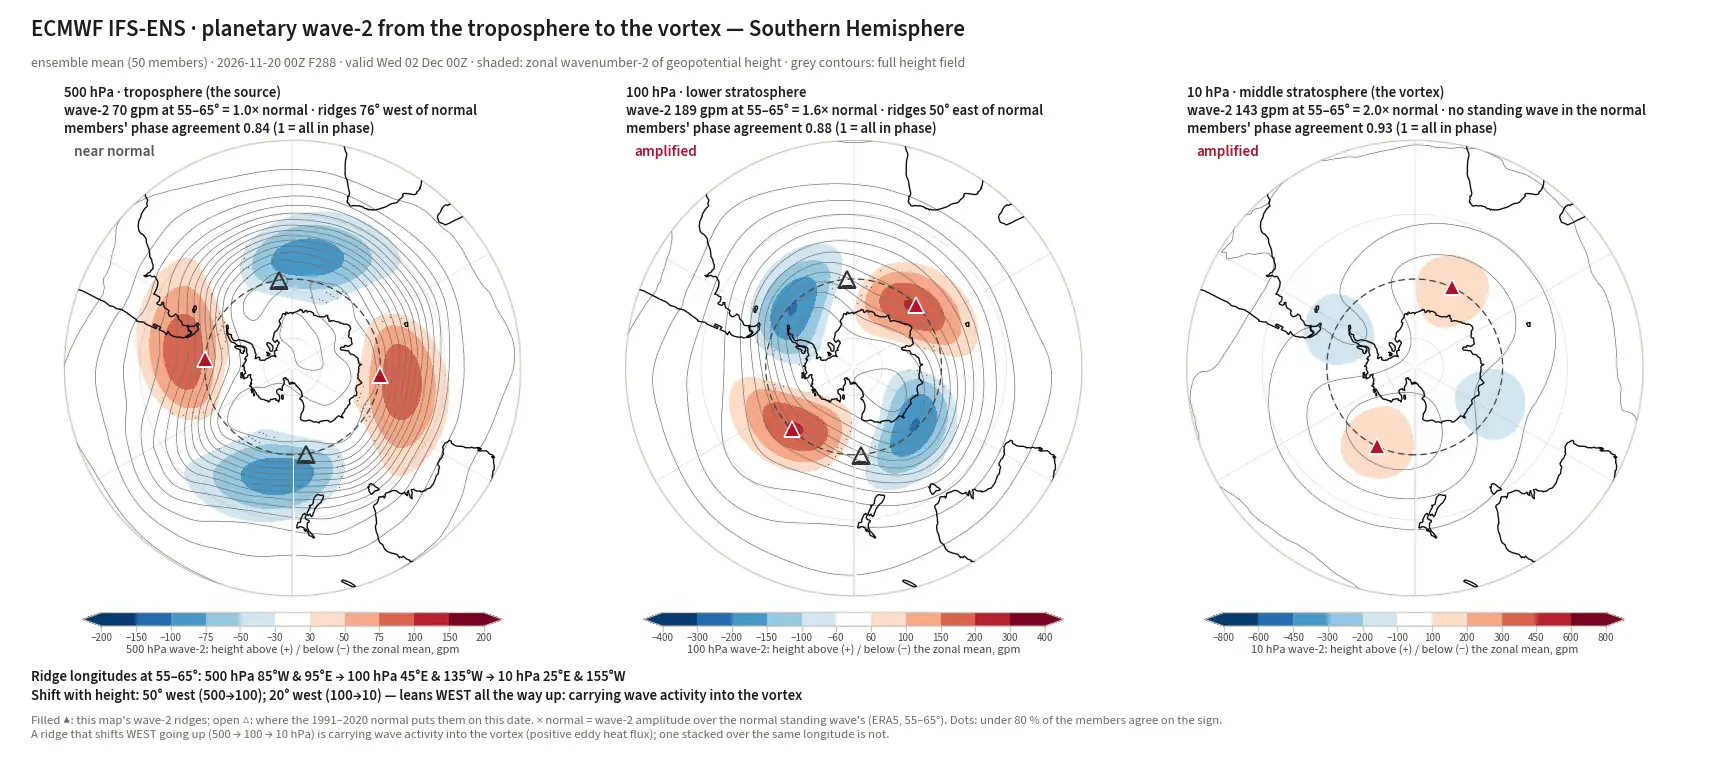 ECMWF IFS-ENS · planetary wave-2 from the troposphere to the vortex — Southern Hemisphere
ensemble mean (50 members) · 2026-11-20 00Z F288 · valid Wed 02 Dec 00Z · shaded: zonal wavenumber-2 of geopotential height · grey contours: full height field
500 hPa · troposphere (the source)
wave-2 70 gpm at 55–65° = 1.0× normal · ridges 76° west of normal
members' phase agreement 0.84 (1 = all in phase)
near normal
100 hPa · lower stratosphere
wave-2 189 gpm at 55–65° = 1.6× normal · ridges 50° east of normal
members' phase agreement 0.88 (1 = all in phase)
amplified
10 hPa · middle stratosphere (the vortex)
wave-2 143 gpm at 55–65° = 2.0× normal · no standing wave in the normal
members' phase agreement 0.93 (1 = all in phase)
amplified
−200 −150 −100 −75 −50 −30 30 50 75 100 150 200
500 hPa wave-2: height above (+) / below (−) the zonal mean, gpm
−400 −300 −200 −150 −100 −60 60 100 150 200 300 400
100 hPa wave-2: height above (+) / below (−) the zonal mean, gpm
−800 −600 −450 −300 −200 −100 100 200 300 450 600 800
10 hPa wave-2: height above (+) / below (−) the zonal mean, gpm
Ridge longitudes at 55–65°: 500 hPa 85°W & 95°E → 100 hPa 45°E & 135°W → 10 hPa 25°E & 155°W
Shift with height: 50° west (500→100); 20° west (100→10) — leans WEST all the way up: carrying wave activity into the vortex
Filled ▲: this map's wave-2 ridges; open △: where the 1991–2020 normal puts them on this date. × normal = wave-2 amplitude over the normal standing wave's (ERA5, 55–65°). Dots: under 80 % of the members agree on the sign.
A ridge that shifts WEST going up (500 → 100 → 10 hPa) is carrying wave activity into the vortex (positive eddy heat flux); one stacked over the same longitude is not.